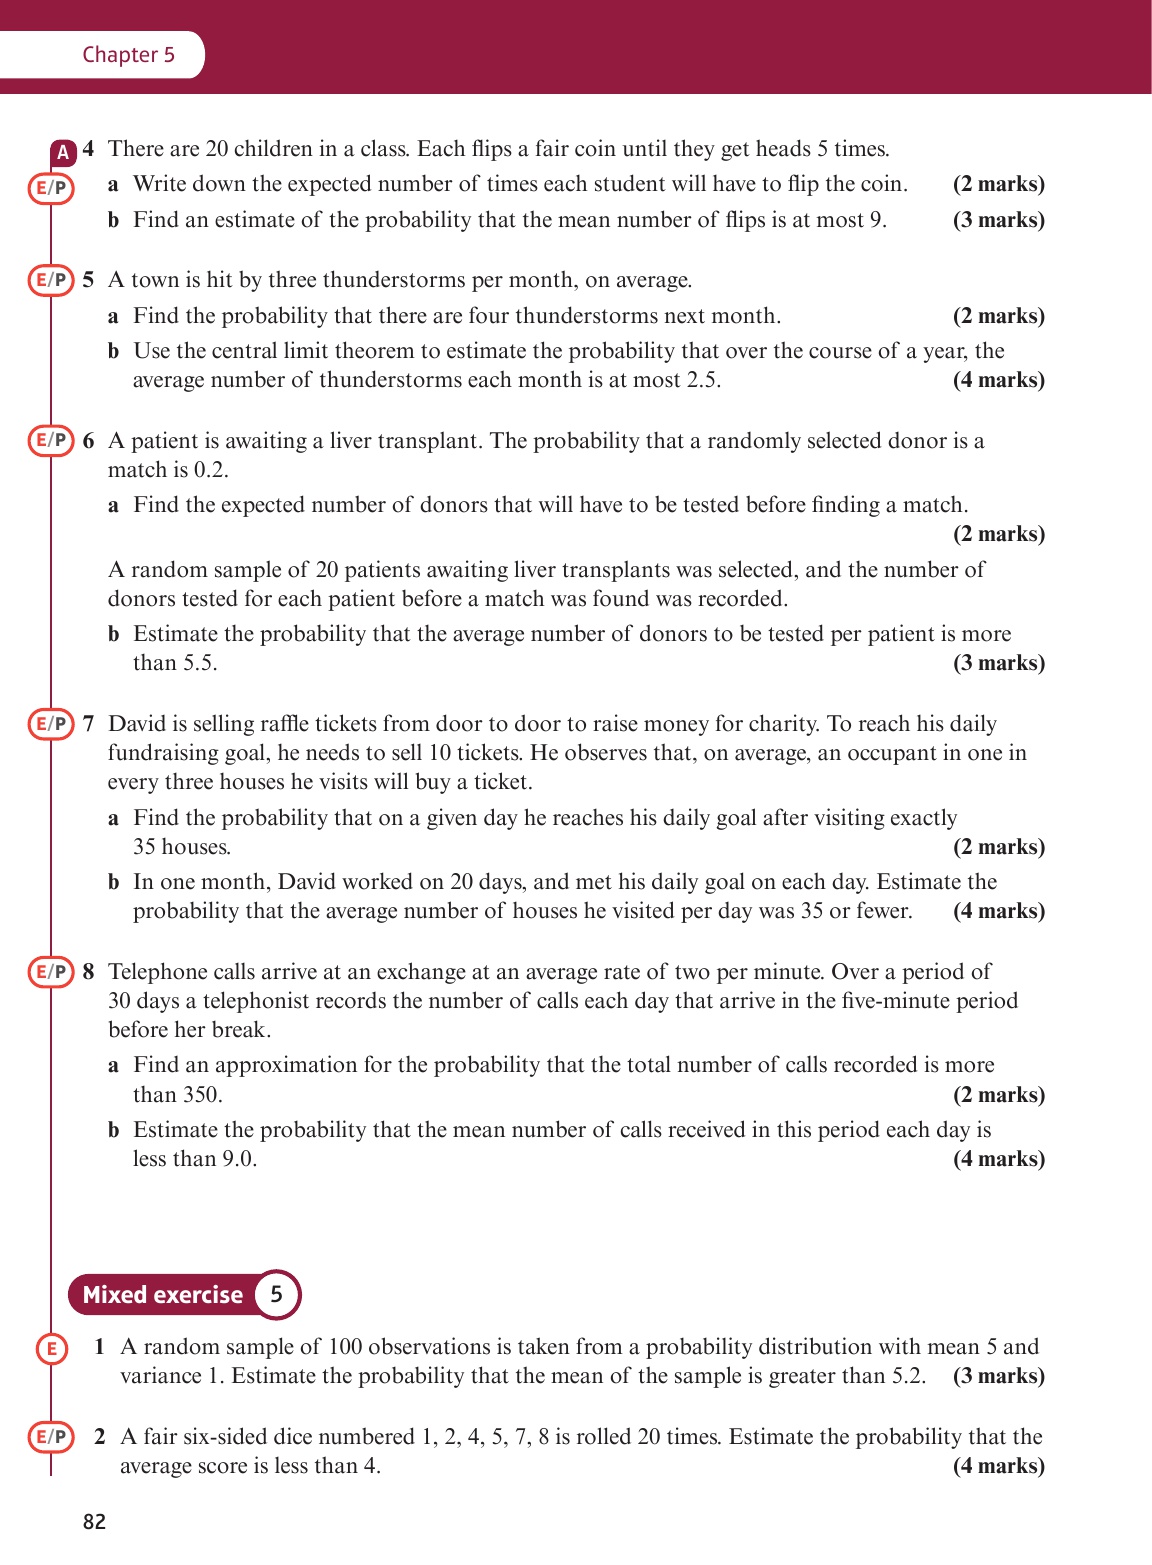 Chapter 5
A 4 There are 20 children in a class. Each flips a fair coin until they get heads 5 times.
E/P a Write down the expected number of times each student will have to flip the coin. (2 marks)
b Find an estimate of the probability that the mean number of flips is at most 9. (3 marks)
E/P 5 A town is hit by three thunderstorms per month, on average.
a Find the probability that there are four thunderstorms next month. (2 marks)
b Use the central limit theorem to estimate the probability that over the course of a year, the
average number of thunderstorms each month is at most 2.5. (4 marks)
E/P 6 A patient is awaiting a liver transplant. The probability that a randomly selected donor is a
match is 0.2.
a Find the expected number of donors that will have to be tested before finding a match.
(2 marks)
A random sample of 20 patients awaiting liver transplants was selected, and the number of
donors tested for each patient before a match was found was recorded.
b Estimate the probability that the average number of donors to be tested per patient is more
than 5.5. (3 marks)
E/P 7 David is selling raffle tickets from door to door to raise money for charity. To reach his daily
fundraising goal, he needs to sell 10 tickets. He observes that, on average, an occupant in one in
every three houses he visits will buy a ticket.
a Find the probability that on a given day he reaches his daily goal after visiting exactly
35 houses. (2 marks)
b In one month, David worked on 20 days, and met his daily goal on each day. Estimate the
probability that the average number of houses he visited per day was 35 or fewer. (4 marks)
E/P 8 Telephone calls arrive at an exchange at an average rate of two per minute. Over a period of
30 days a telephonist records the number of calls each day that arrive in the five-minute period
before her break.
a Find an approximation for the probability that the total number of calls recorded is more
than 350. (2 marks)
b Estimate the probability that the mean number of calls received in this period each day is
less than 9.0. (4 marks)
Mixed exercise 5
E 1 A random sample of 100 observations is taken from a probability distribution with mean 5 and
variance 1. Estimate the probability that the mean of the sample is greater than 5.2. (3 marks)
E/P 2 A fair six-sided dice numbered 1, 2, 4, 5, 7, 8 is rolled 20 times. Estimate the probability that the
average score is less than 4. (4 marks)
82